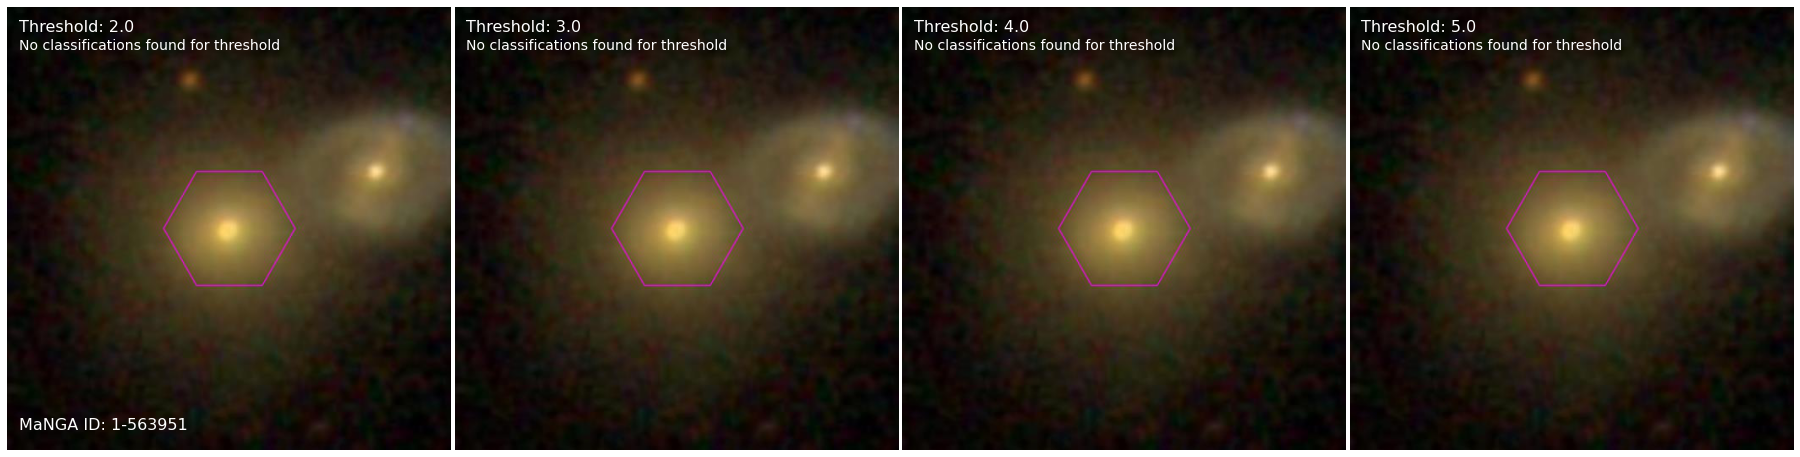 Threshold: 2.0
No classifications found for threshold
Threshold: 3.0
No classifications found for threshold
Threshold: 4.0
No classifications found for threshold
Threshold: 5.0
No classifications found for threshold
MaNGA ID: 1-563951